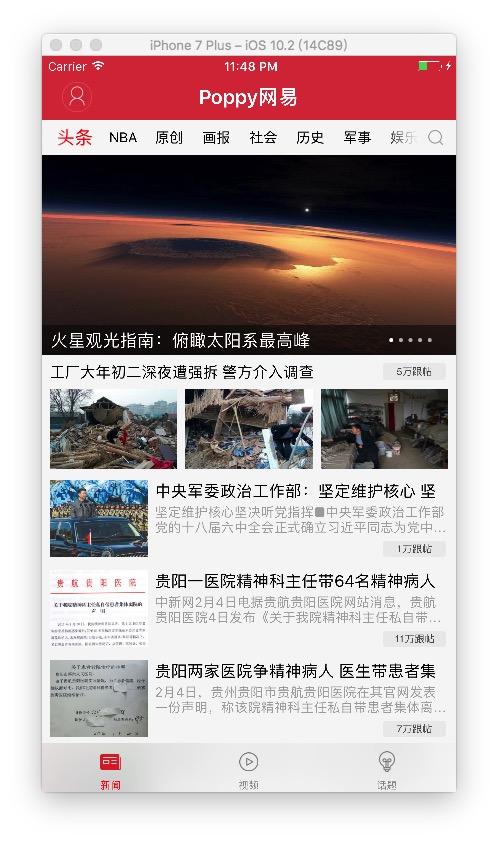 iPhone 7 Plus – iOS 10.2 (14C89)
Carrier 11:48 PM
Poppy网易
头条 NBA 原创 画报 社会 历史 军事 娱乐
火星观光指南：俯瞰太阳系最高峰
工厂大年初二深夜遭强拆 警方介入调查 5万跟帖
中央军委政治工作部：坚定维护核心 坚
坚定维护核心坚决听党指挥■中央军委政治工作部
党的十八届六中全会正式确立习近平同志为党中...
1万跟帖
贵航贵阳医院
贵阳一医院精神科主任带64名精神病人
中新网2月4日电据贵航贵阳医院网站消息，贵航
贵阳医院4日发布《关于我院精神科主任私自带...
11万跟帖
贵阳两家医院争精神病人 医生带患者集
2月4日，贵州贵阳市贵航贵阳医院在其官网发表
一份声明，称该院精神科主任私自带患者集体离...
7万跟帖
新闻 视频 话题